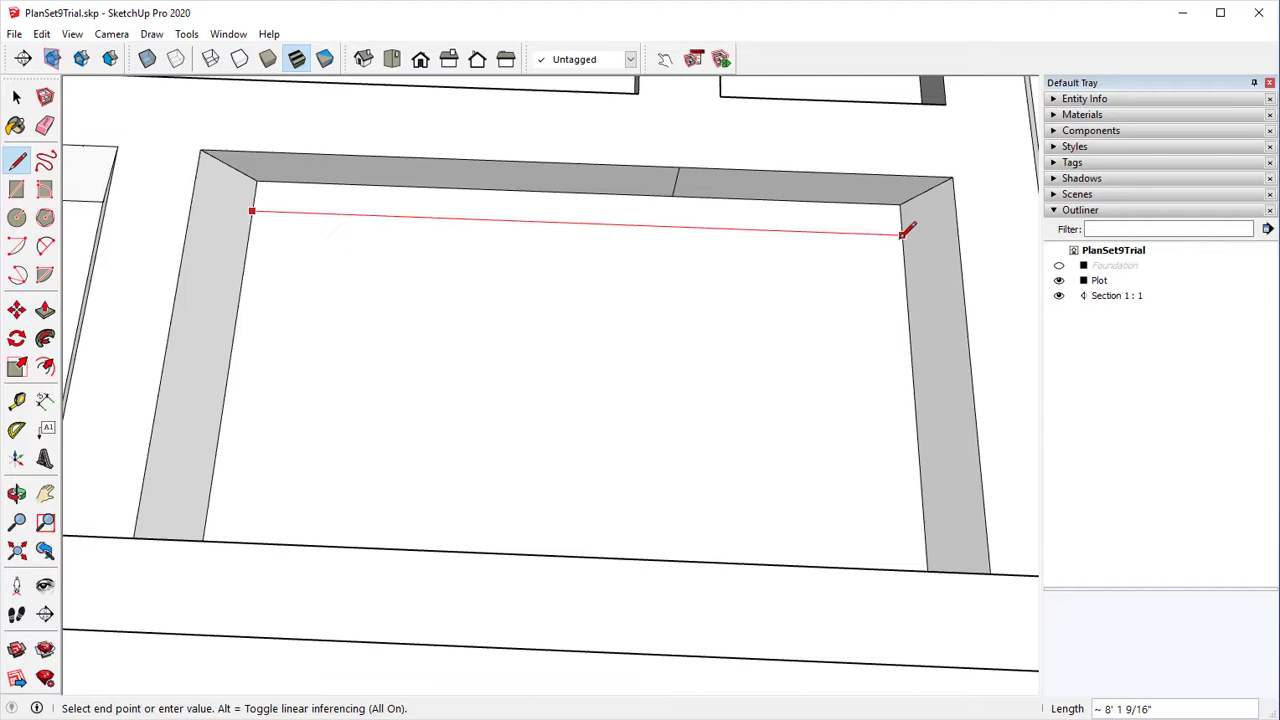 PlanSet9Trial.skp - SketchUp Pro 2020
File Edit View Camera Draw Tools Window Help
✓ Untagged
Default Tray
Entity Info
Materials
Components
Styles
Tags
Shadows
Scenes
Outliner
Filter:
PlanSet9Trial
Foundation
Plot
Section 1 : 1
A1
Select end point or enter value. Alt = Toggle linear inferencing (All On).
Length ~ 8' 1 9/16"